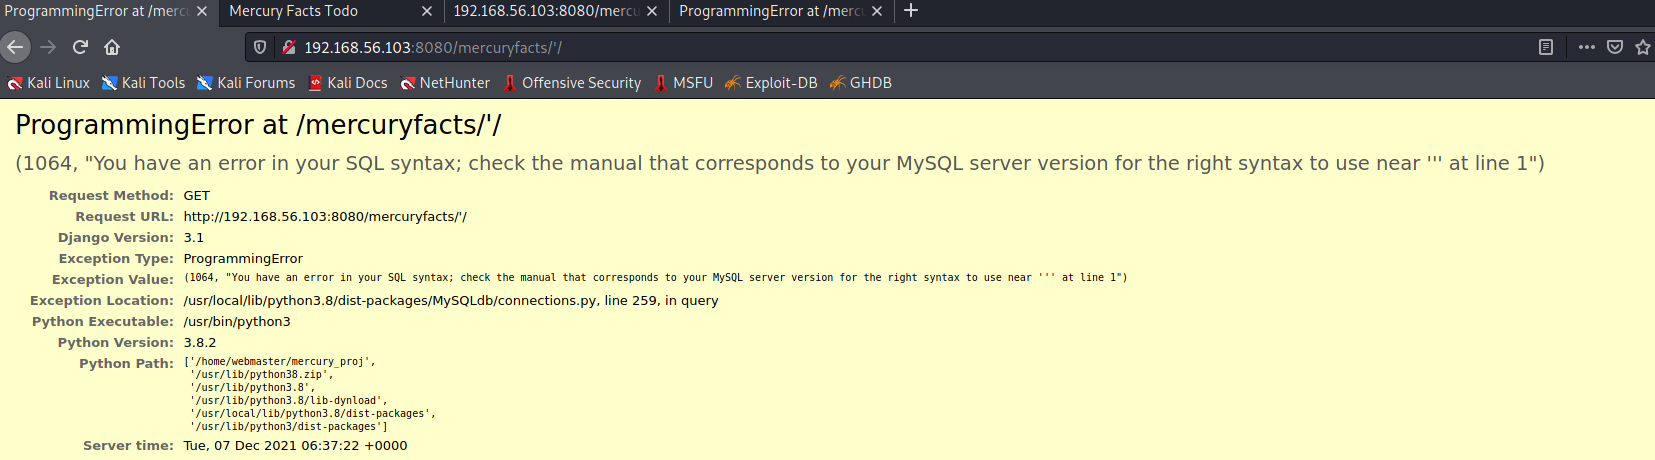 ProgrammingError at /mercu
Mercury Facts Todo
192.168.56.103:8080/mercu
ProgrammingError at /mercu
192.168.56.103:8080/mercuryfacts/'/
Kali Linux Kali Tools Kali Forums Kali Docs NetHunter Offensive Security MSFU Exploit-DB GHDB
ProgrammingError at /mercuryfacts/'/
(1064, "You have an error in your SQL syntax; check the manual that corresponds to your MySQL server version for the right syntax to use near ''' at line 1")
Request Method: GET
Request URL: http://192.168.56.103:8080/mercuryfacts/'/
Django Version: 3.1
Exception Type: ProgrammingError
Exception Value: (1064, "You have an error in your SQL syntax; check the manual that corresponds to your MySQL server version for the right syntax to use near ''' at line 1")
Exception Location: /usr/local/lib/python3.8/dist-packages/MySQLdb/connections.py, line 259, in query
Python Executable: /usr/bin/python3
Python Version: 3.8.2
Python Path: ['/home/webmaster/mercury_proj',
'/usr/lib/python38.zip',
'/usr/lib/python3.8',
'/usr/lib/python3.8/lib-dynload',
'/usr/local/lib/python3.8/dist-packages',
'/usr/lib/python3/dist-packages']
Server time: Tue, 07 Dec 2021 06:37:22 +0000